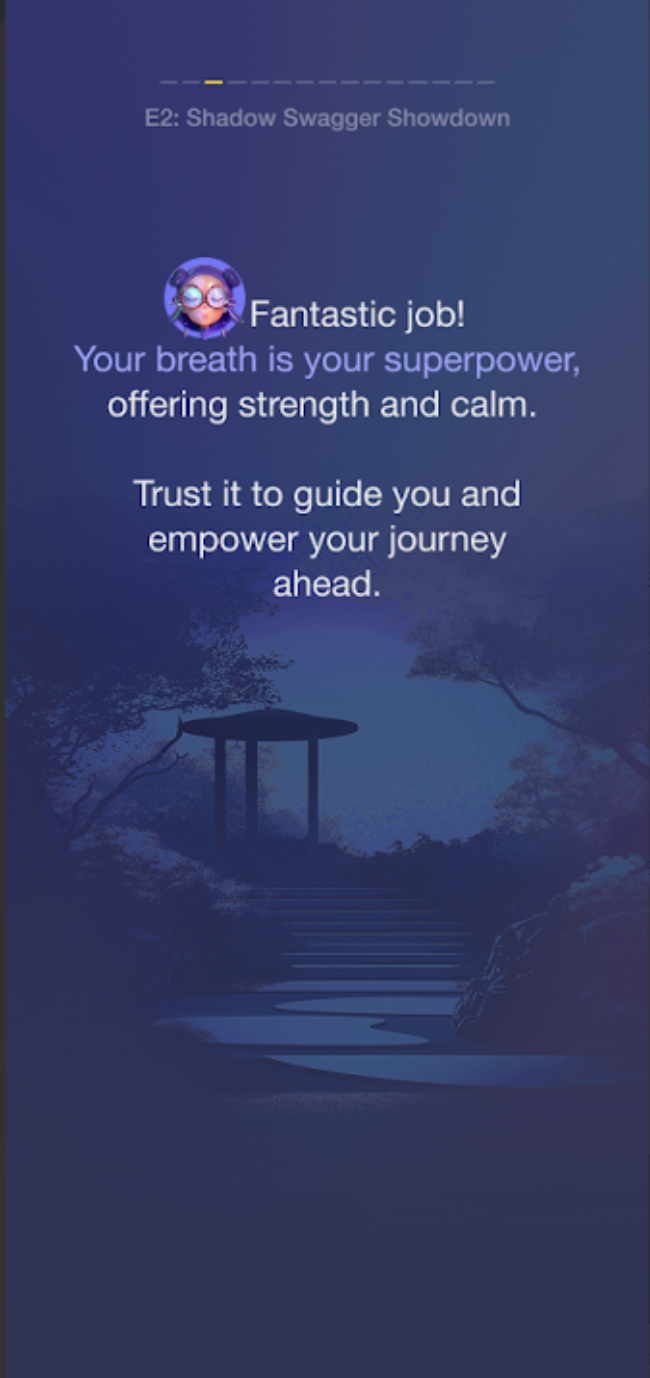 E2: Shadow Swagger Showdown
Fantastic job!
Your breath is your superpower,
offering strength and calm.
Trust it to guide you and
empower your journey
ahead.